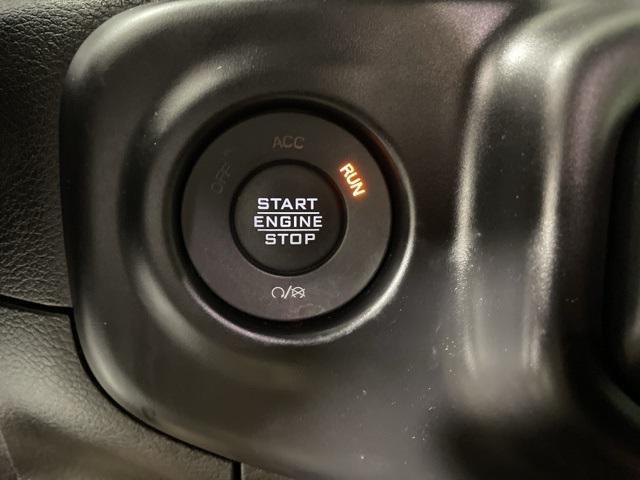 ACC
OFF
RUN
START
ENGINE
STOP